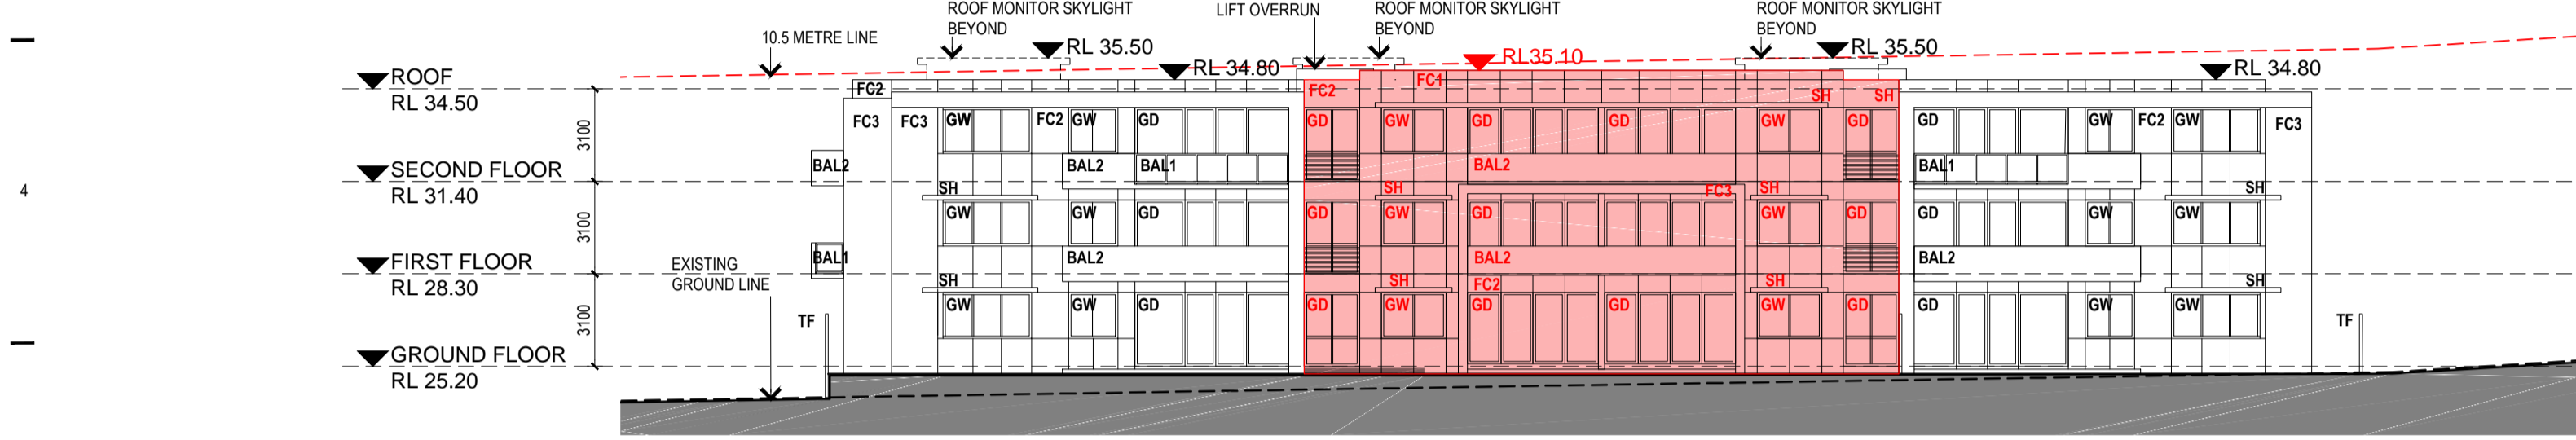 ROOF MONITOR SKYLIGHT
BEYOND
LIFT OVERRUN
ROOF MONITOR SKYLIGHT
BEYOND
ROOF MONITOR SKYLIGHT
BEYOND
10.5 METRE LINE
RL 35.50
RL35.10
RL 35.50
ROOF
RL 34.50
RL 34.80
RL 34.80
FC2
FC2
FC1
SH
SH
FC3
FC3
GW
FC2
GW
GD
GD
GW
GD
GD
GW
GD
GD
GW
FC2
GW
FC3
3100
SECOND FLOOR
RL 31.40
BAL2
BAL2
BAL1
BAL2
BAL1
4
SH
SH
FC3
SH
SH
GW
GW
GD
GD
GW
GD
GW
GD
GD
GW
GW
3100
FIRST FLOOR
RL 28.30
EXISTING
GROUND LINE
BAL1
BAL2
BAL2
BAL2
SH
SH
FC2
SH
SH
GW
GW
GD
GD
GW
GD
GD
GW
GD
GD
GW
GW
3100
TF
TF
GROUND FLOOR
RL 25.20